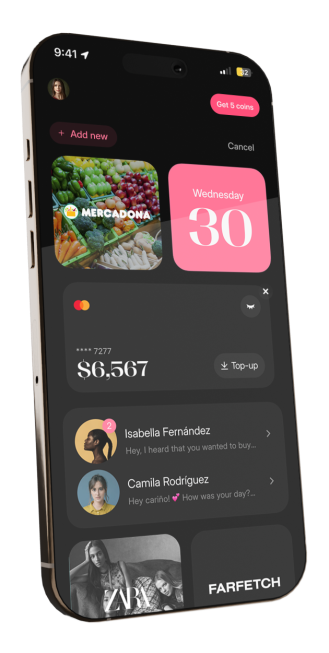 9:41
82
Get 5 coins
+ Add new
Cancel
MERCADONA
Wednesday
30
**** 7277
$6,567
Top-up
2
Isabella Fernández
Hey, I heard that you wanted to buy...
Camila Rodríguez
Hey cariño! 💕 How was your day?...
ZARA
FARFETCH